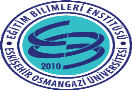 EĞİTİM BİLİMLERİ ENSTİTÜSÜ
2010
ESKİŞEHİR OSMANGAZİ ÜNİVERSİTESİ